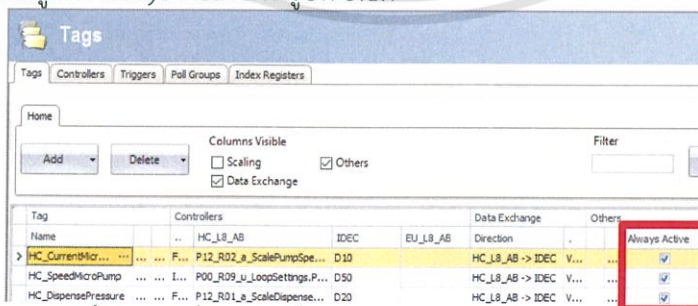 Tags
Tags Controllers Triggers Poll Groups Index Registers
Home
Columns Visible Filter
Add Delete Scaling Others
Data Exchange
Tag Controllers Data Exchange Others
Name .. HC_L8_AB IDEC EU_L8_AB Direction . Always Active
HC_CurrentMicr... ... ... ... F... P12_R02_a_ScalePumpSpe... D10 HC_L8_AB -> IDEC V... ...
HC_SpeedMicroPump ... ... I... P00_R09_u_LoopSettings.P... D50 HC_L8_AB -> IDEC V... ...
HC_DispensePressure ... ... F... P12_R01_a_ScaleDispense... D20 HC_L8_AB -> IDEC V... ...